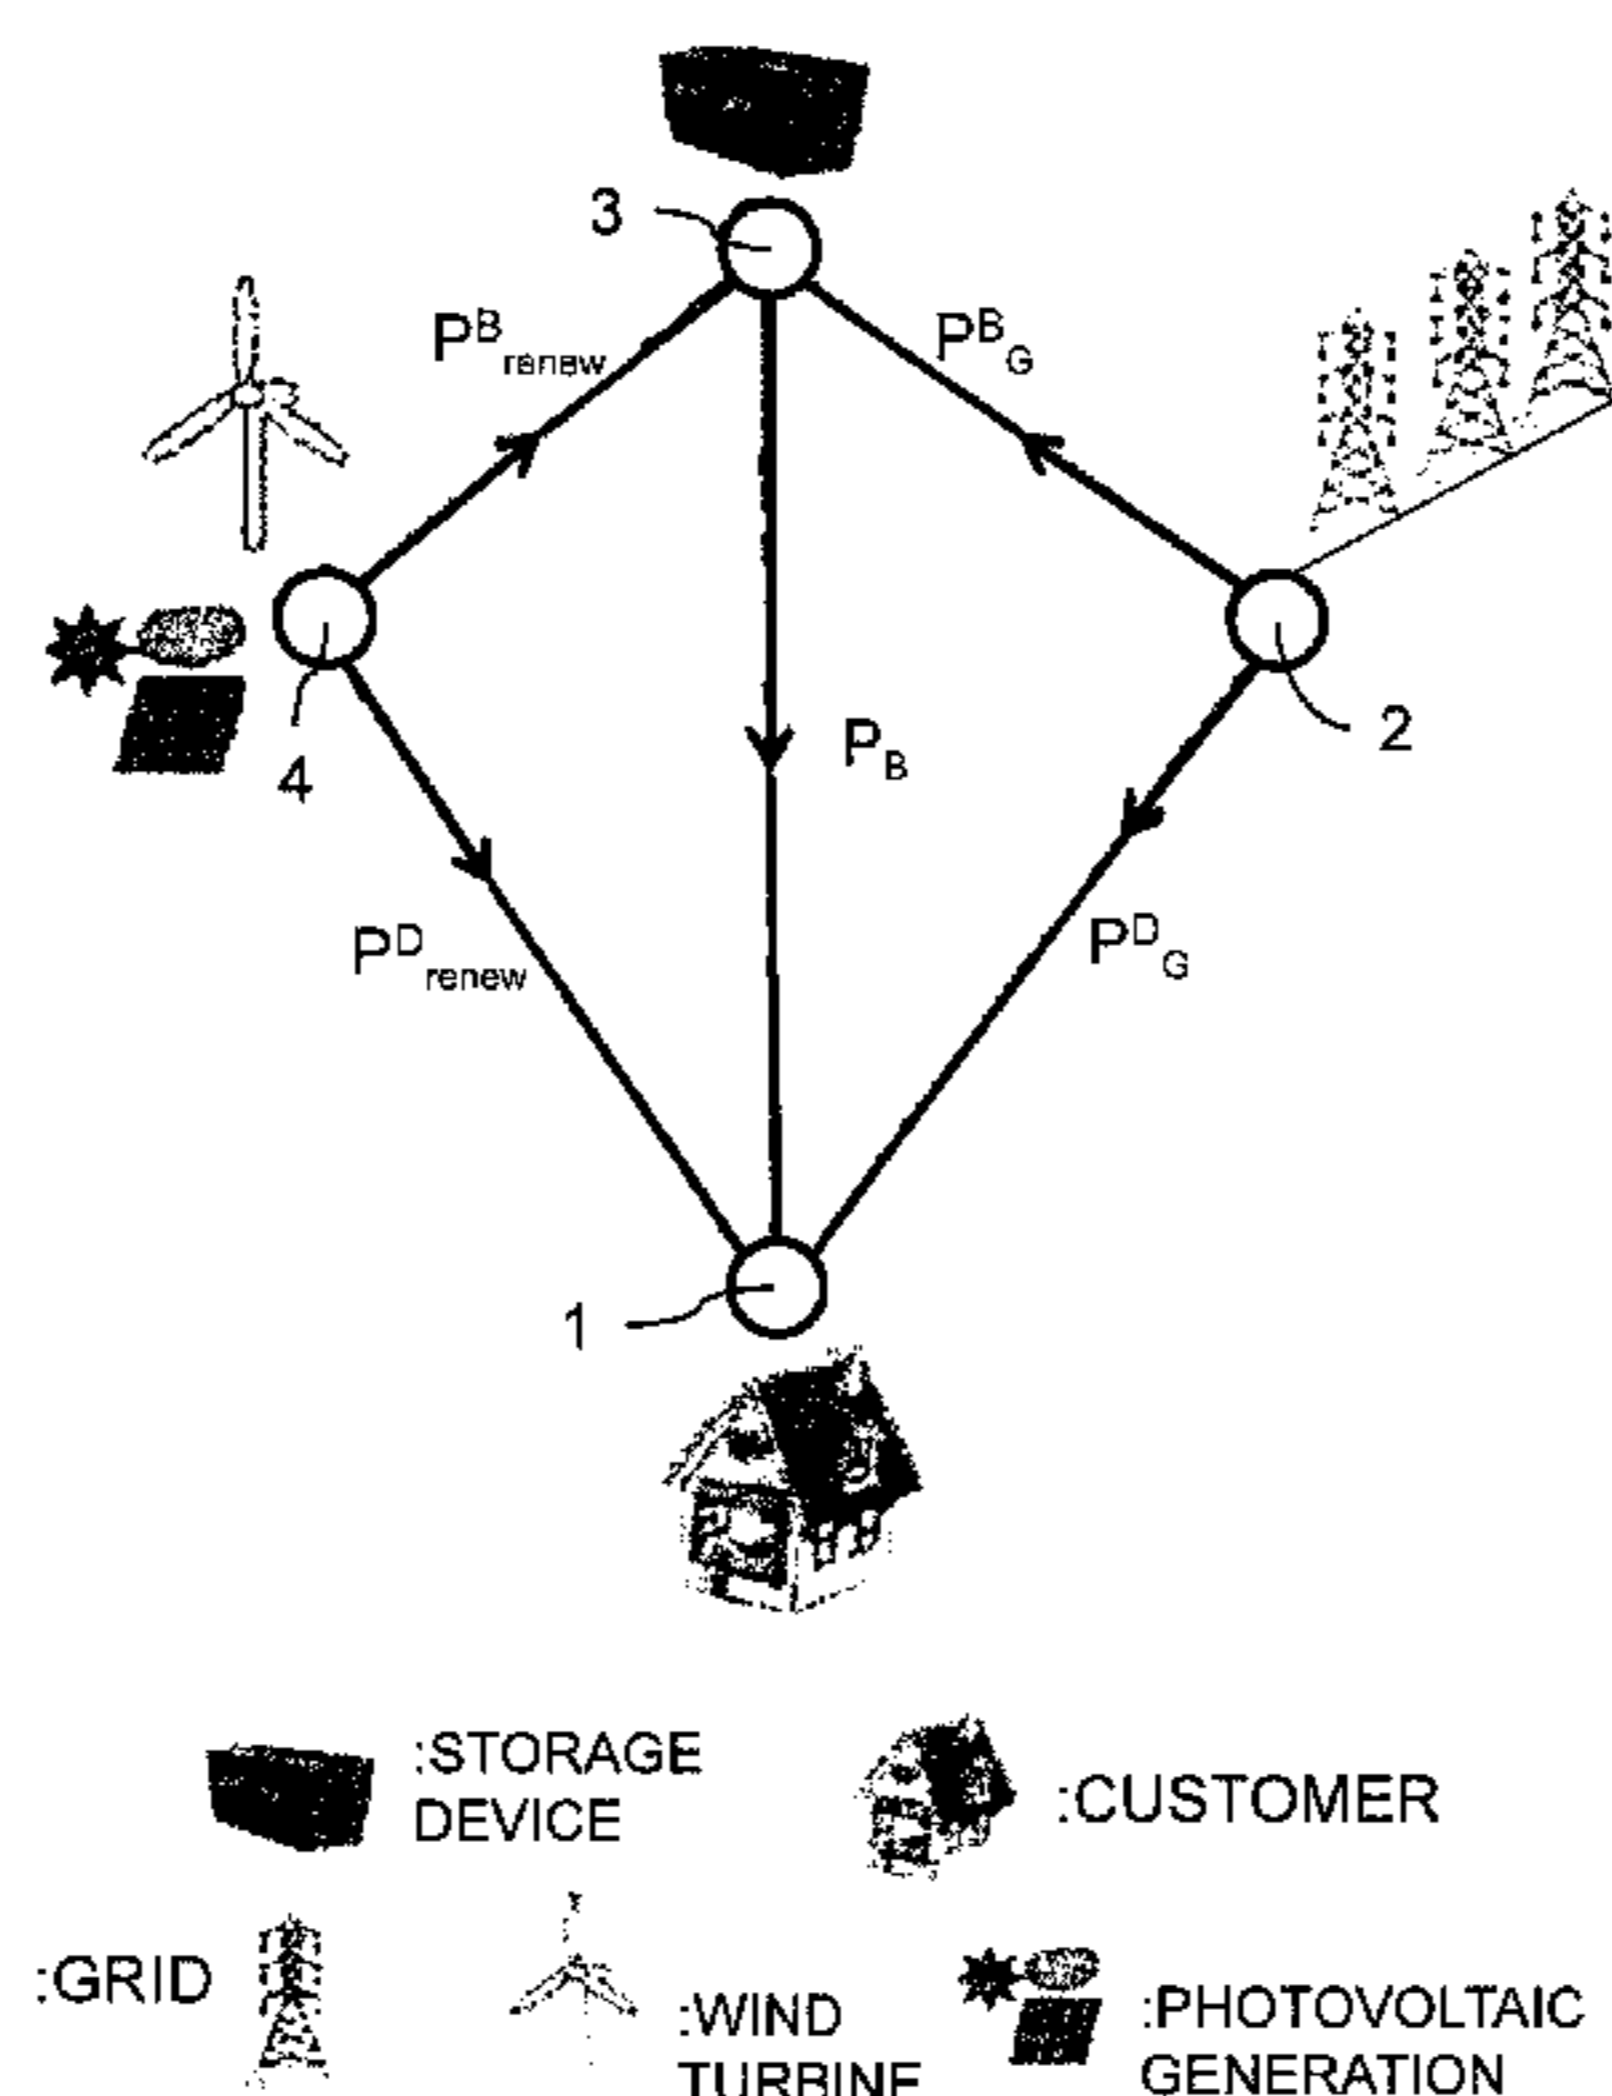 3
P^B_renew
P^B_G
4
P_B
2
P^D_renew
P^D_G
1
:STORAGE
DEVICE
:CUSTOMER
:GRID
:WIND
TURBINE
:PHOTOVOLTAIC
GENERATION